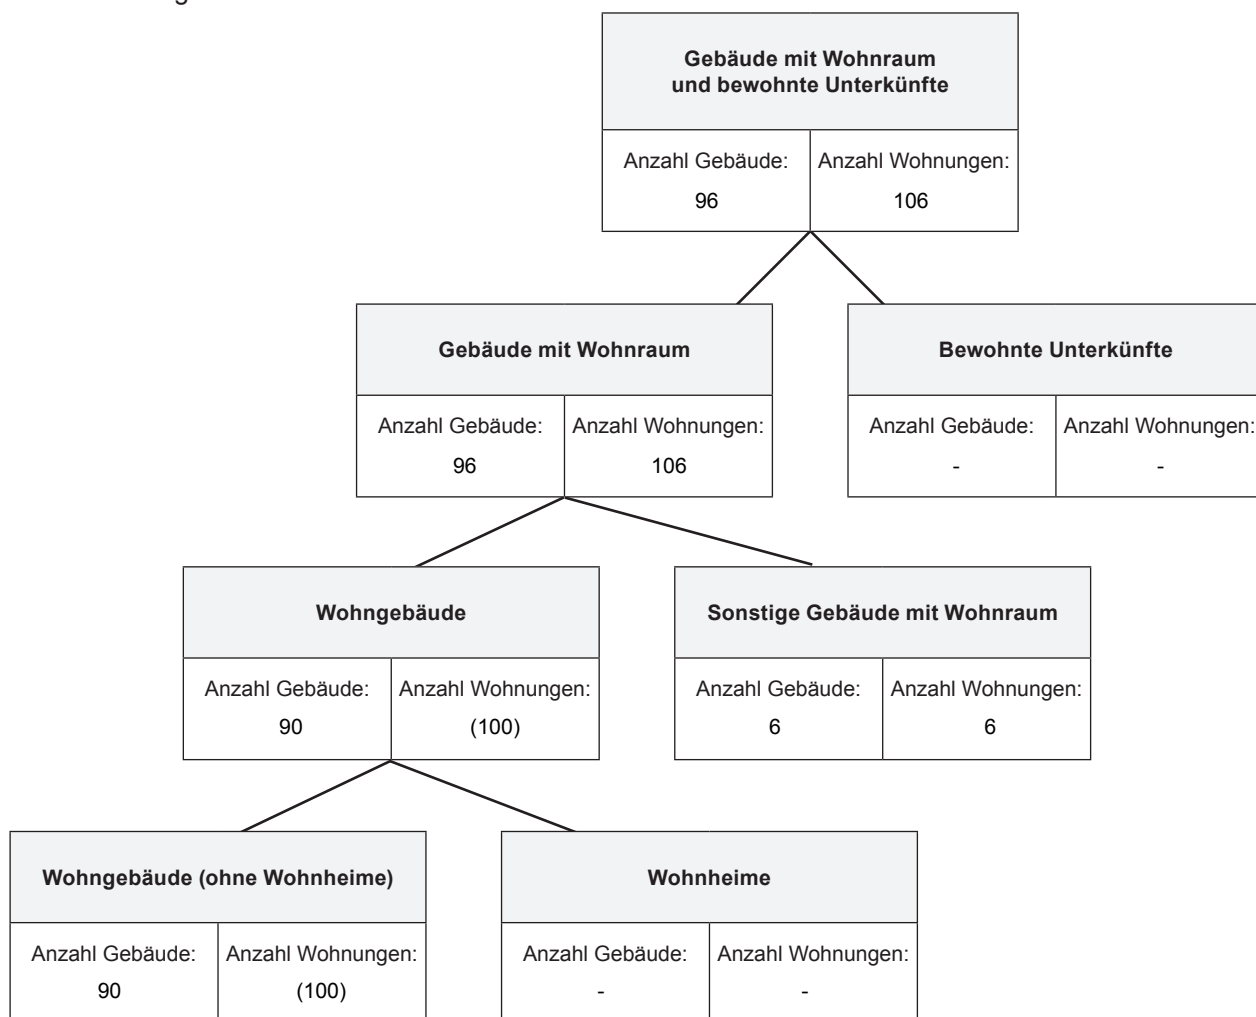 Gebäude mit Wohnraum
und bewohnte Unterkünfte
Anzahl Gebäude: Anzahl Wohnungen:
96 106
Gebäude mit Wohnraum
Anzahl Gebäude: Anzahl Wohnungen:
96 106
Bewohnte Unterkünfte
Anzahl Gebäude: Anzahl Wohnungen:
- -
Wohngebäude
Anzahl Gebäude: Anzahl Wohnungen:
90 (100)
Sonstige Gebäude mit Wohnraum
Anzahl Gebäude: Anzahl Wohnungen:
6 6
Wohngebäude (ohne Wohnheime)
Anzahl Gebäude: Anzahl Wohnungen:
90 (100)
Wohnheime
Anzahl Gebäude: Anzahl Wohnungen:
- -